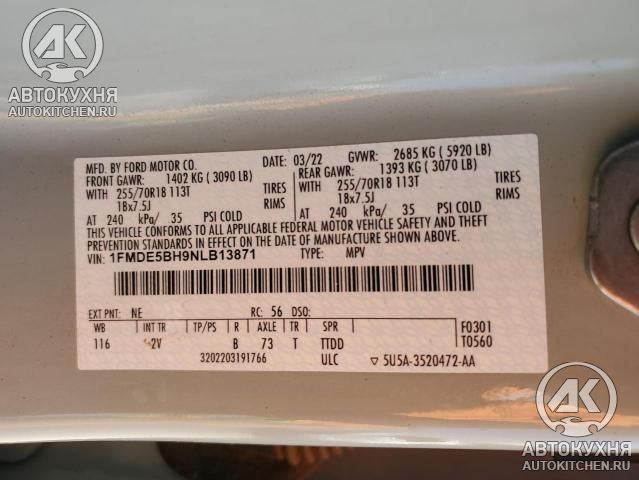 АК
АВТОКУХНЯ
AUTOKITCHEN.RU
АК
АВТОКУХНЯ
AUTOKITCHEN.RU
MFD. BY FORD MOTOR CO.
DATE: 03/22 GVWR: 2685 KG ( 5920 LB)
FRONT GAWR: 1402 KG ( 3090 LB)
REAR GAWR: 1393 KG ( 3070 LB)
WITH 255/70R18 113T TIRES
WITH 255/70R18 113T TIRES
18x7.5J RIMS
18x7.5J RIMS
AT 240 kPa/ 35 PSI COLD
AT 240 kPa/ 35 PSI COLD
THIS VEHICLE CONFORMS TO ALL APPLICABLE FEDERAL MOTOR VEHICLE SAFETY AND THEFT
PREVENTION STANDARDS IN EFFECT ON THE DATE OF MANUFACTURE SHOWN ABOVE.
VIN: 1FMDE5BH9NLB13871 TYPE: MPV
EXT PNT: NE RC: 56 DSO:
WB INT TR TP/PS R AXLE TR SPR F0301
116 2V B 73 T TTDD T0560
3202203191766 ULC ▽ 5U5A-3520472-AA
АК
АВТОКУХНЯ
AUTOKITCHEN.RU